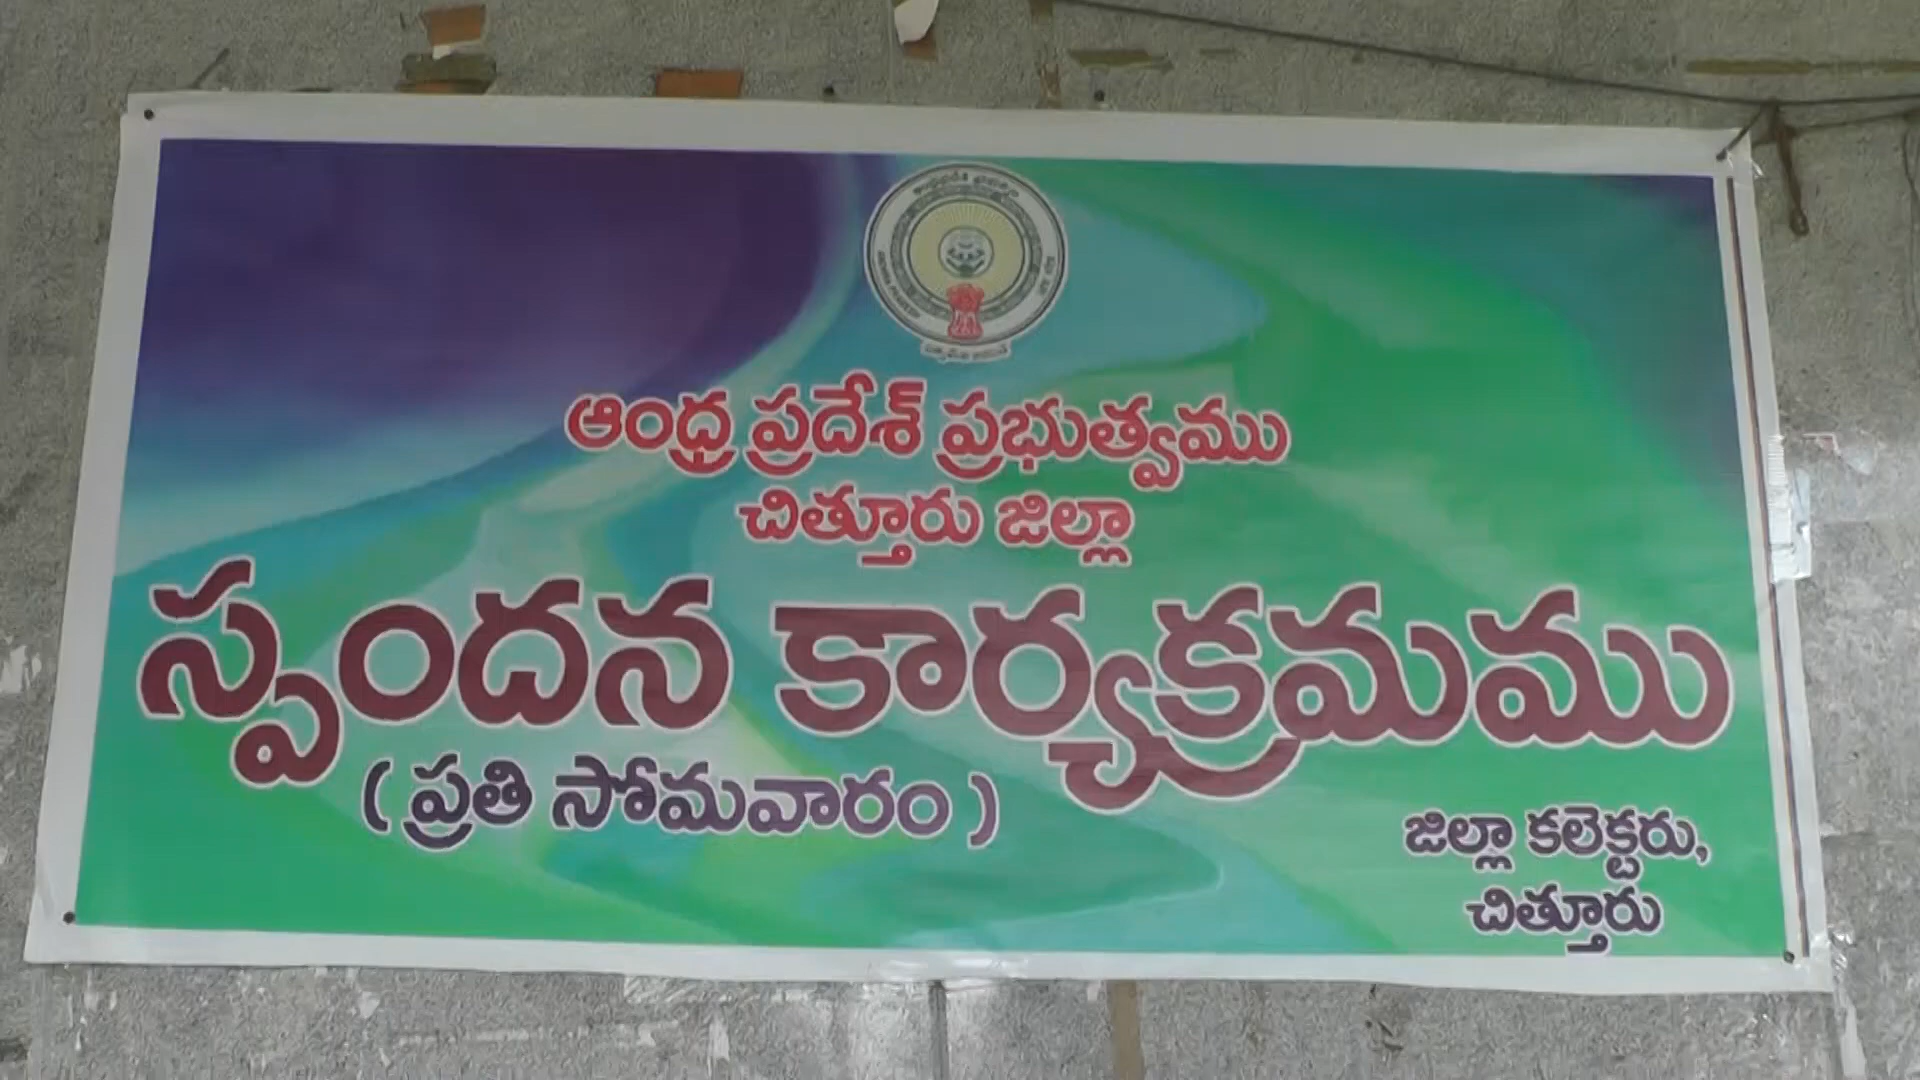 ఆంధ్ర ప్రదేశ్ ప్రభుత్వము
చిత్తూరు జిల్లా
స్పందన కార్యక్రమము
( ప్రతి సోమవారం )
జిల్లా కలెక్టరు,
చిత్తూరు